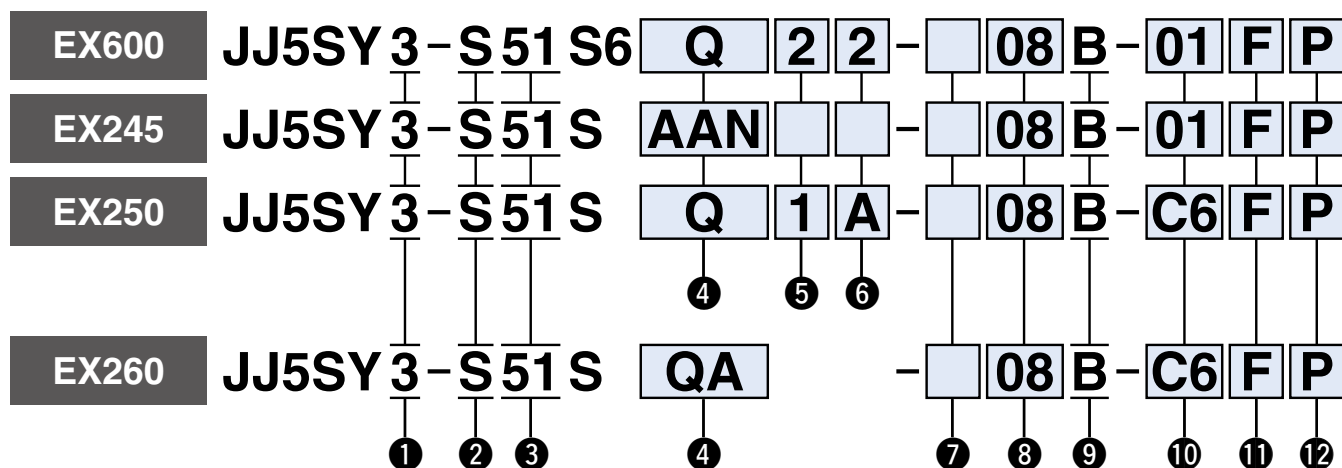 EX600 JJ5SY 3 - S 51 S6 Q 2 2 - 08 B - 01 F P
EX245 JJ5SY 3 - S 51 S AAN - 08 B - 01 F P
EX250 JJ5SY 3 - S 51 S Q 1 A - 08 B - C6 F P
❹ ❺ ❻
EX260 JJ5SY 3 - S 51 S QA - 08 B - C6 F P
❶ ❷ ❸ ❹ ❼ ❽ ❾ ❿ ⓫ ⓬